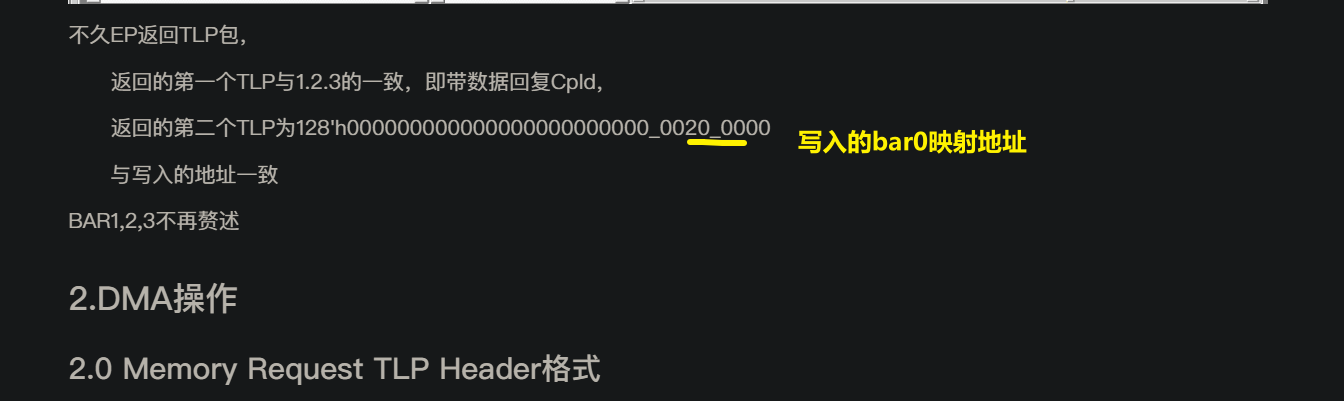 不久EP返回TLP包，
返回的第一个TLP与1.2.3的一致，即带数据回复Cpld，
返回的第二个TLP为128'h000000000000000000000000_0020_0000
写入的bar0映射地址
与写入的地址一致
BAR1,2,3不再赘述
2.DMA操作
2.0 Memory Request TLP Header格式